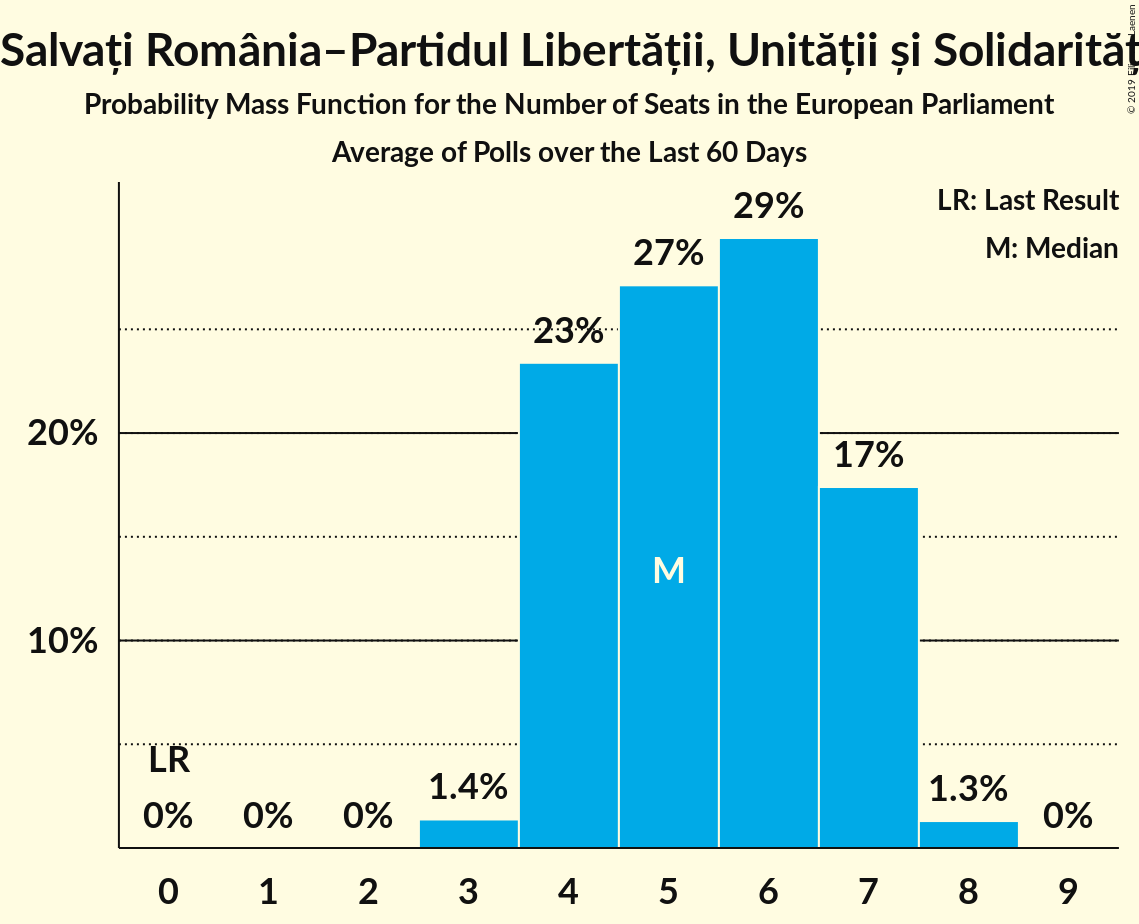 Salvați România–Partidul Libertății, Unității și Solidarităț
Probability Mass Function for the Number of Seats in the European Parliament
Average of Polls over the Last 60 Days
© 2019 Laenen
LR: Last Result
M: Median
29%
27%
23%
20%
17%
M
10%
LR
1.4%
1.3%
0% 0% 0% 0%
0 1 2 3 4 5 6 7 8 9